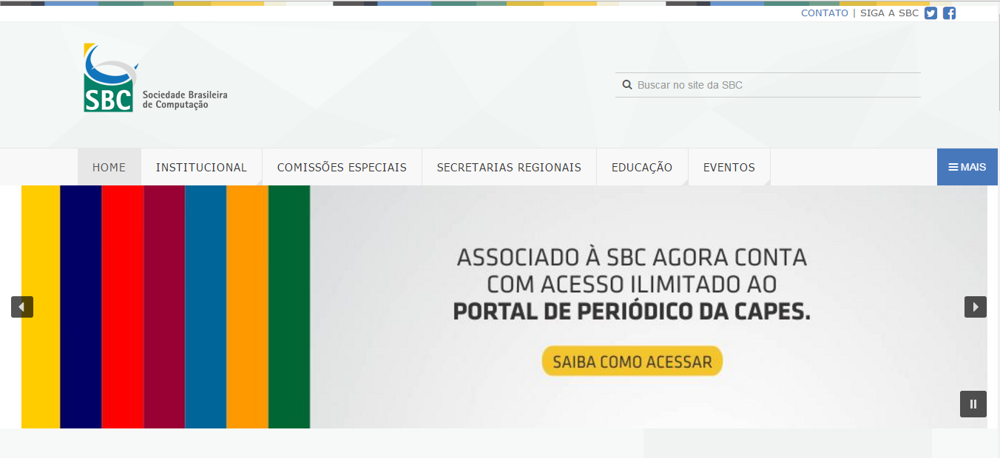 CONTATO | SIGA A SBC
SBC
Sociedade Brasileira
de Computação
Buscar no site da SBC
HOME INSTITUCIONAL COMISSÕES ESPECIAIS SECRETARIAS REGIONAIS EDUCAÇÃO EVENTOS MAIS
ASSOCIADO À SBC AGORA CONTA
COM ACESSO ILIMITADO AO
PORTAL DE PERIÓDICO DA CAPES.
SAIBA COMO ACESSAR